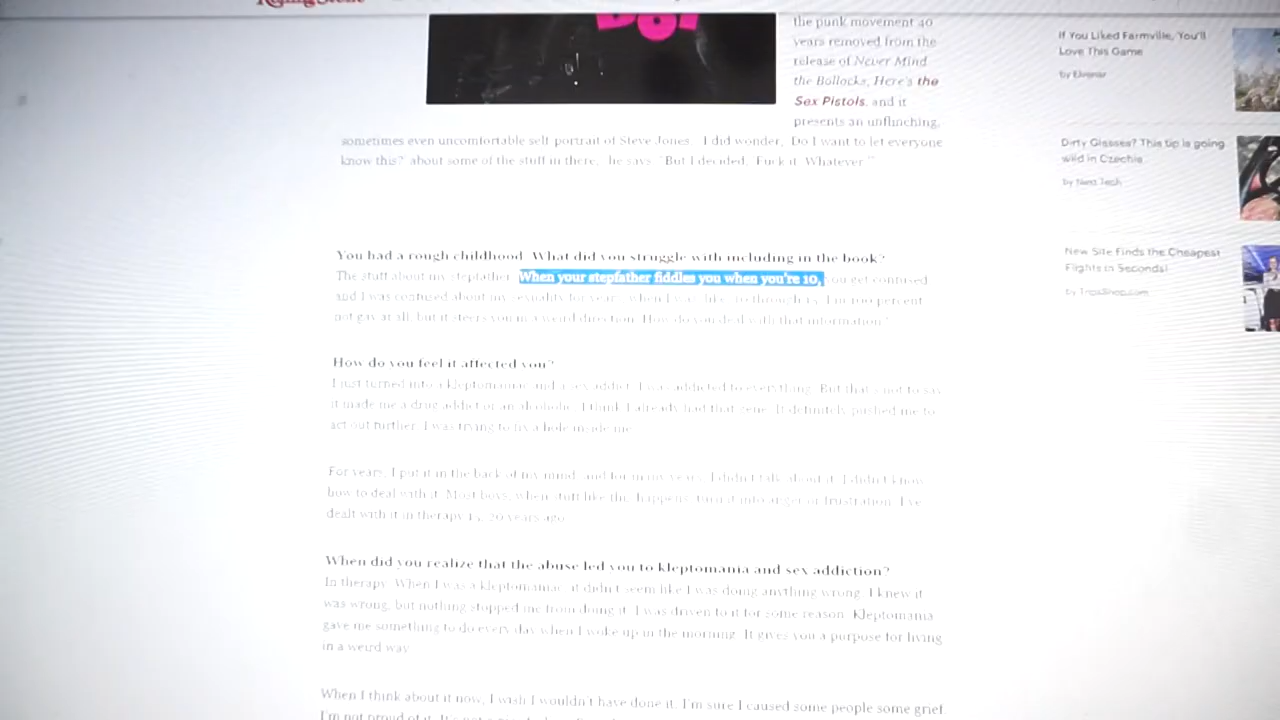 Rolling Stone
the punk movement 40
years removed from the
release of Never Mind
the Bollocks, Here's the
Sex Pistols, and it
presents an unflinching,
sometimes even uncomfortable self portrait of Steve Jones. I did wonder, Do I want to let everyone
know this? about some of the stuff in there, he says. "But I decided, Fuck it. Whatever."
You had a rough childhood. What did you struggle with including in the book?
The stuff about my stepfather. When your stepfather fiddles you when you're 10, you get confused
and I was confused about my sexuality for years, when I was like, 10 through 15. I'm 100 percent
not gay at all, but it steers you in a weird direction. How do you deal with that information?
How do you feel it affected you?
I just turned into a kleptomaniac and a sex addict. I was addicted to everything. But that's not to say
it made me a drug addict or an alcoholic. I think I already had that gene. It definitely pushed me to
act out further. I was trying to fix a hole inside me.
For years, I put it in the back of my mind, and for many years, I didn't talk about it. I didn't know
how to deal with it. Most boys, when stuff like this happens, turn it into anger or frustration. I've
dealt with it in therapy 15, 20 years ago.
When did you realize that the abuse led you to kleptomania and sex addiction?
In therapy. When I was a kleptomaniac, it didn't seem like I was doing anything wrong. I knew it
was wrong, but nothing stopped me from doing it. I was driven to it for some reason. Kleptomania
gave me something to do every day when I woke up in the morning. It gives you a purpose for living
in a weird way.
When I think about it now, I wish I wouldn't have done it. I'm sure I caused some people some grief.
I'm not proud of it.
If You Liked Farmville, You'll
Love This Game
by Elvenar
Dirty Glasses? This tip is going
wild in Czechia
by Next Tech
New Site Finds the Cheapest
Flights in Seconds!
by TripsShop.com